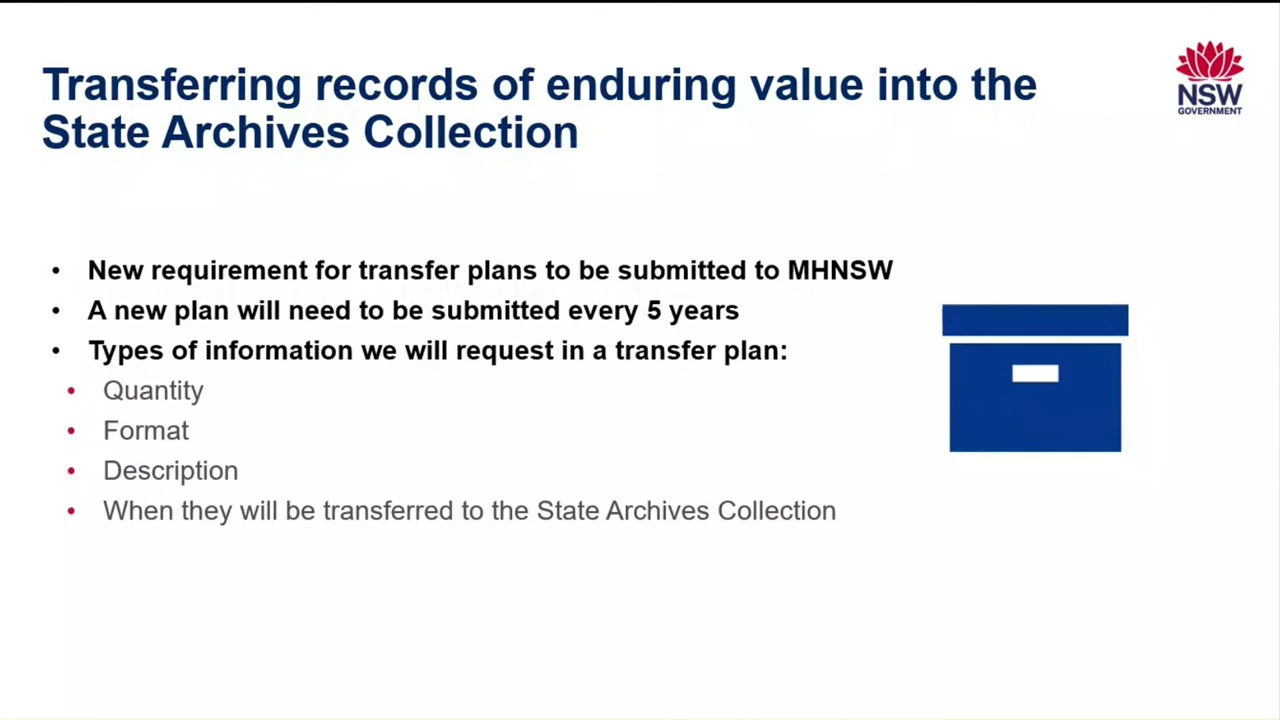 Transferring records of enduring value into the
State Archives Collection
NSW
GOVERNMENT
• New requirement for transfer plans to be submitted to MHNSW
• A new plan will need to be submitted every 5 years
• Types of information we will request in a transfer plan:
• Quantity
• Format
• Description
• When they will be transferred to the State Archives Collection